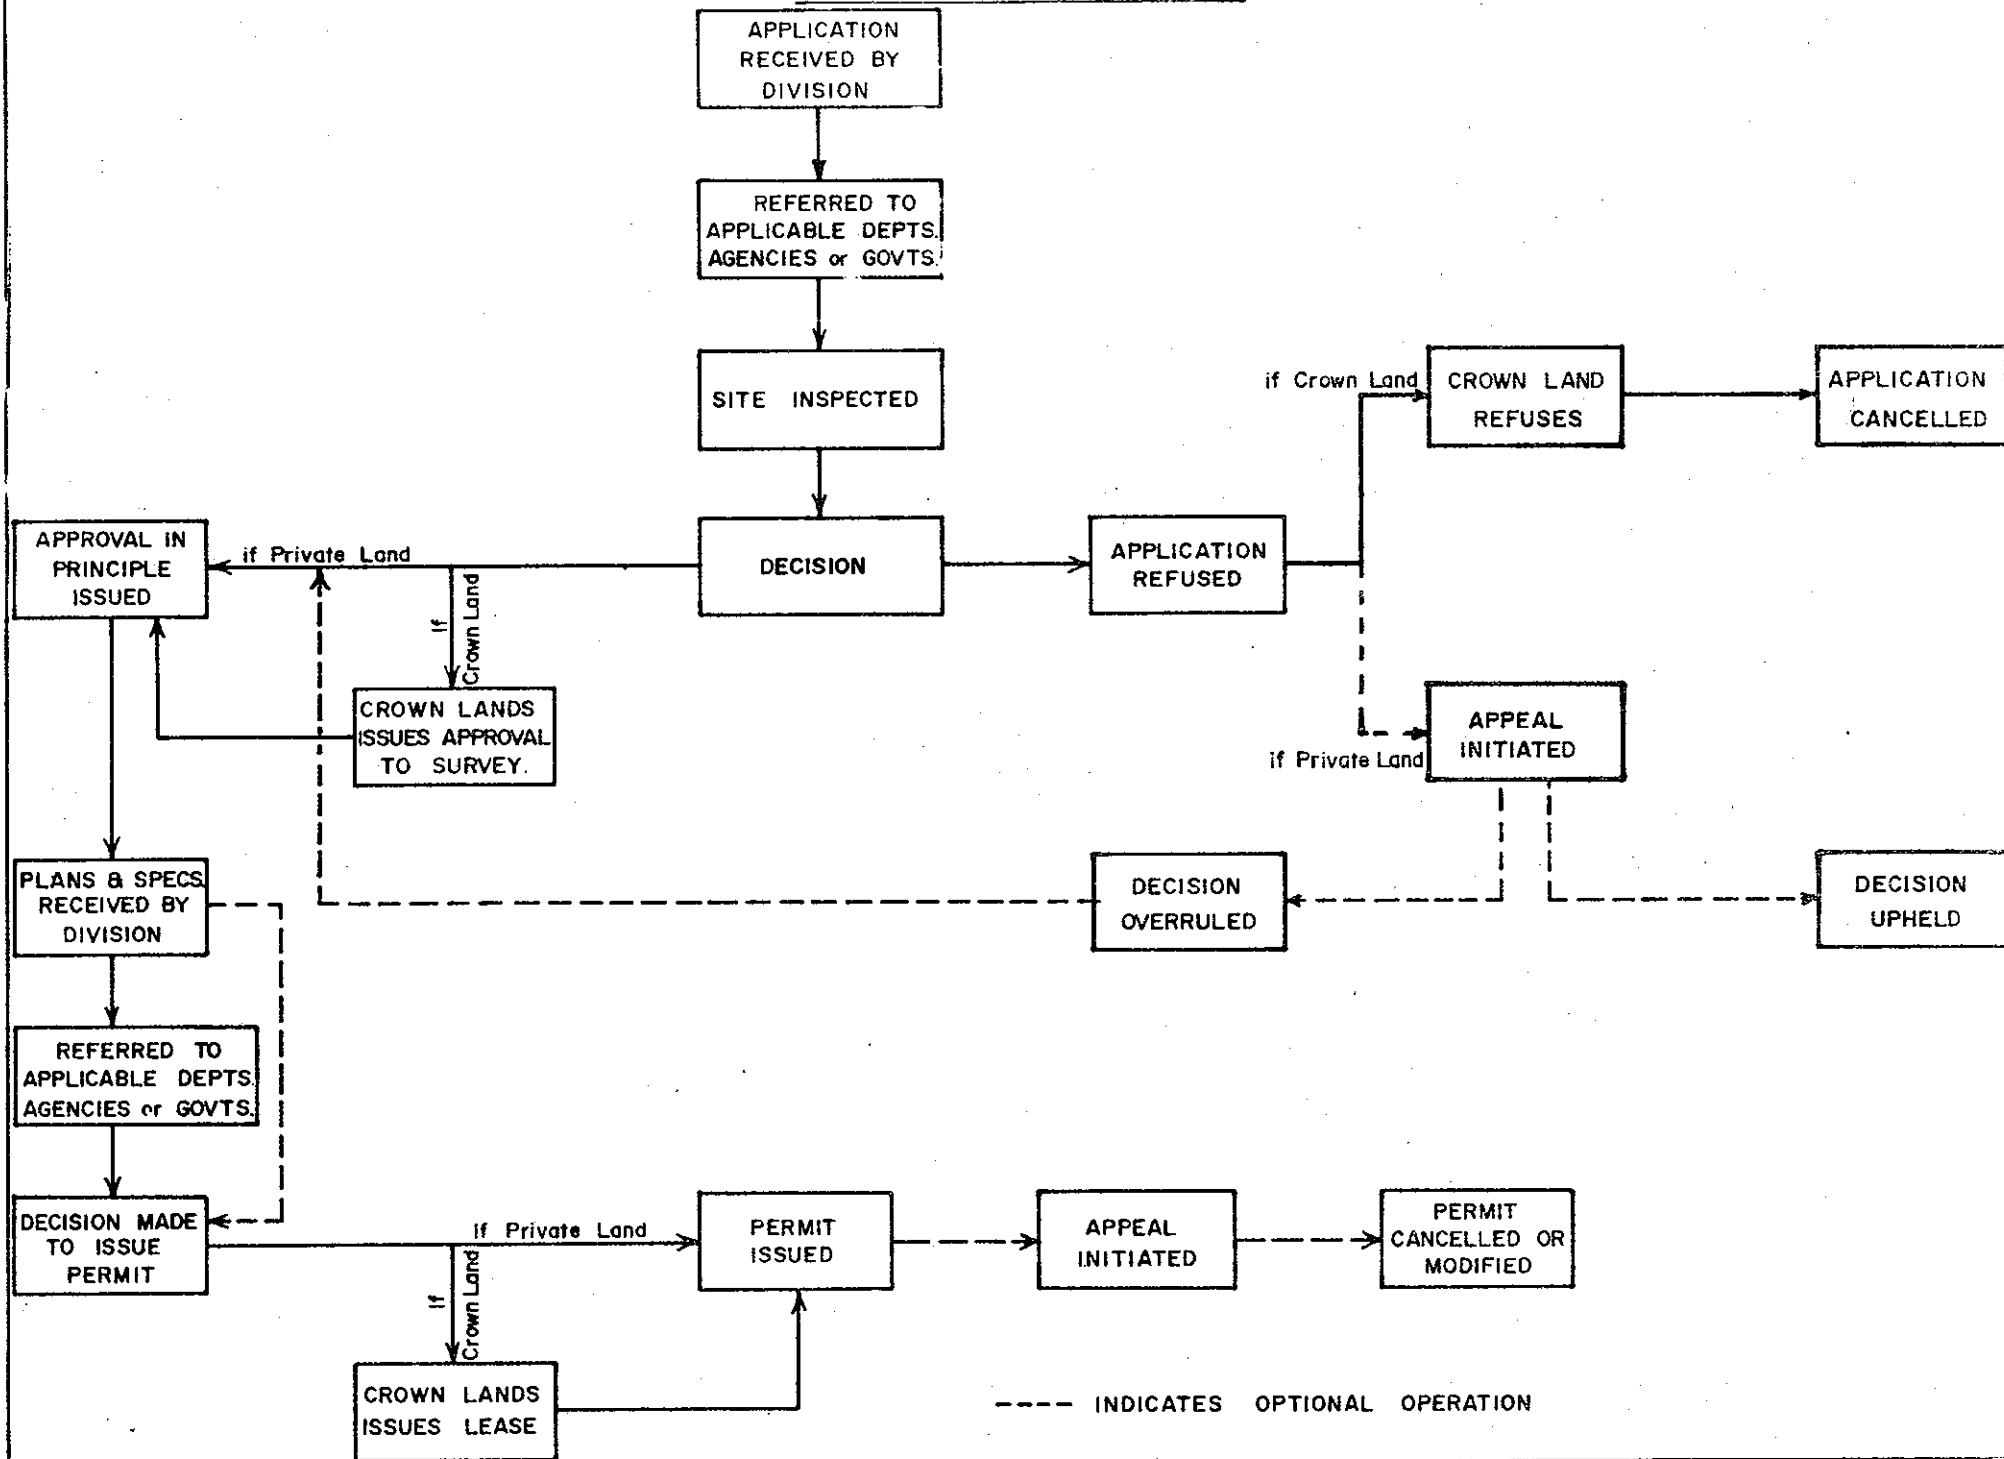 APPLICATION
RECEIVED BY
DIVISION
REFERRED TO
APPLICABLE DEPTS.
AGENCIES or GOVTS.
SITE INSPECTED
if Crown Land
CROWN LAND
REFUSES
APPLICATION
CANCELLED
APPROVAL IN
PRINCIPLE
ISSUED
if Private Land
DECISION
APPLICATION
REFUSED
If
Crown Land
CROWN LANDS
ISSUES APPROVAL
TO SURVEY.
APPEAL
INITIATED
if Private Land
PLANS & SPECS.
RECEIVED BY
DIVISION
DECISION
OVERRULED
DECISION
UPHELD
REFERRED TO
APPLICABLE DEPTS.
AGENCIES or GOVTS.
DECISION MADE
TO ISSUE
PERMIT
If Private Land
PERMIT
ISSUED
APPEAL
INITIATED
PERMIT
CANCELLED OR
MODIFIED
If
Crown Land
CROWN LANDS
ISSUES LEASE
---- INDICATES OPTIONAL OPERATION